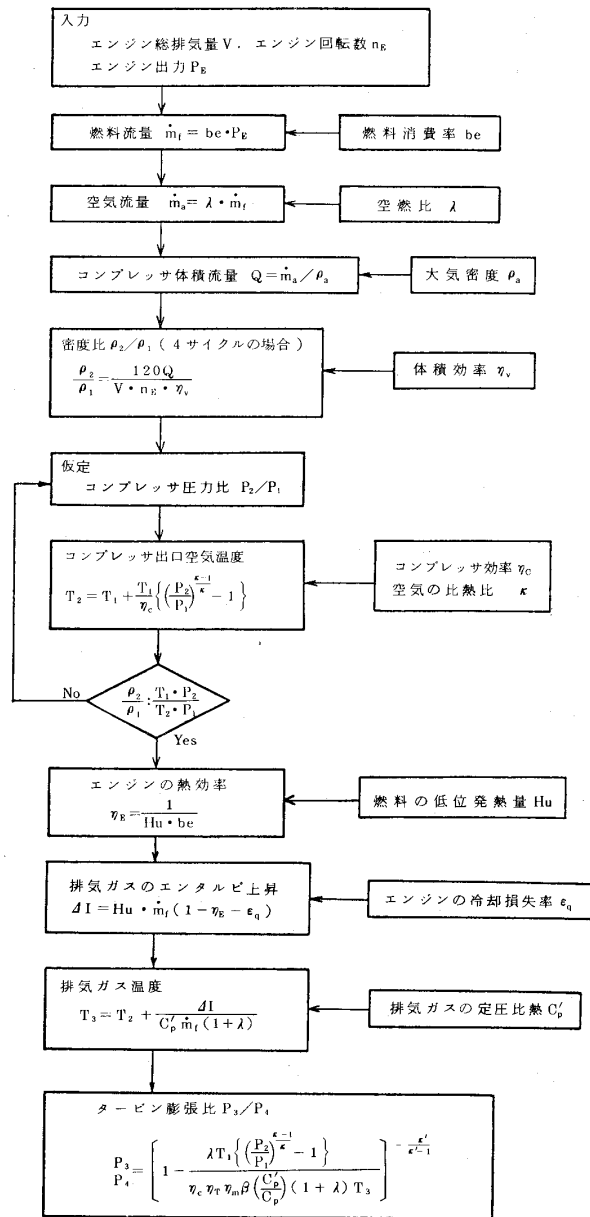 入力
エンジン総排気量V．エンジン回転数 n_E
エンジン出力 P_E
燃料流量 ṁ_f = be・P_E
燃料消費率 be
空気流量 ṁ_a = λ・ṁ_f
空燃比 λ
コンプレッサ体積流量 Q = ṁ_a / ρ_a
大気密度 ρ_a
密度比 ρ_2/ρ_1 ( 4 サイクルの場合 )
ρ_2/ρ_1 = 120Q / (V・n_E・η_v)
体積効率 η_v
仮定
コンプレッサ圧力比 P_2/P_1
コンプレッサ出口空気温度
T_2 = T_1 + T_1/η_c { (P_2/P_1)^((κ-1)/κ) - 1 }
コンプレッサ効率 η_C
空気の比熱比 κ
No
ρ_2/ρ_1 : T_1・P_2 / T_2・P_1
Yes
エンジンの熱効率
η_E = 1 / (Hu・be)
燃料の低位発熱量 Hu
排気ガスのエンタルピ上昇
ΔI = Hu・ṁ_f ( 1 - η_E - ε_q )
エンジンの冷却損失率 ε_q
排気ガス温度
T_3 = T_2 + ΔI / (C_p' ṁ_f (1 + λ))
排気ガスの定圧比熱 C_p'
タービン膨張比 P_3/P_4
P_3/P_4 = [ 1 - λT_1 { (P_2/P_1)^((κ-1)/κ) - 1 } / (η_c η_T η_m β (C_p'/C_p) ( 1 + λ ) T_3) ]^(-κ'/(κ'-1))